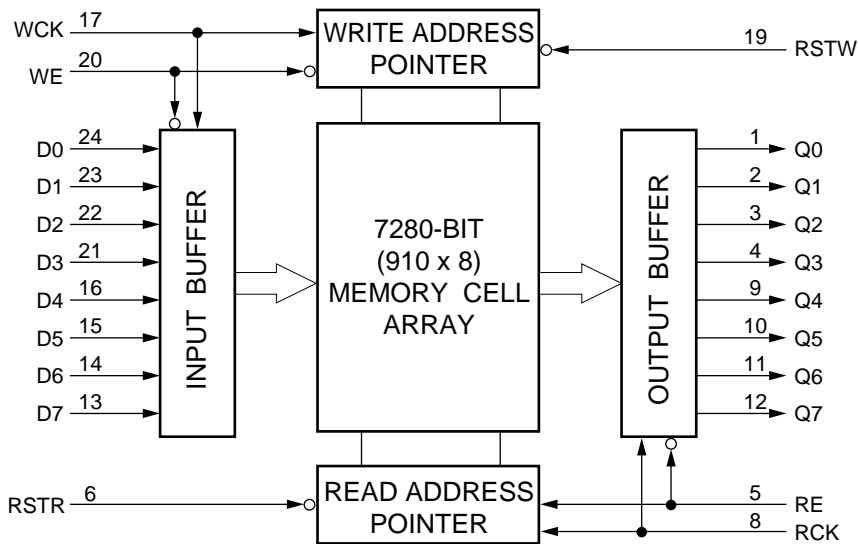 WCK 17
WRITE ADDRESS
POINTER
19 RSTW
WE 20
D0 24
D1 23
D2 22
D3 21
D4 16
D5 15
D6 14
D7 13
INPUT BUFFER
7280-BIT
(910 x 8)
MEMORY CELL
ARRAY
OUTPUT BUFFER
1 Q0
2 Q1
3 Q2
4 Q3
9 Q4
10 Q5
11 Q6
12 Q7
RSTR 6
READ ADDRESS
POINTER
5 RE
8 RCK